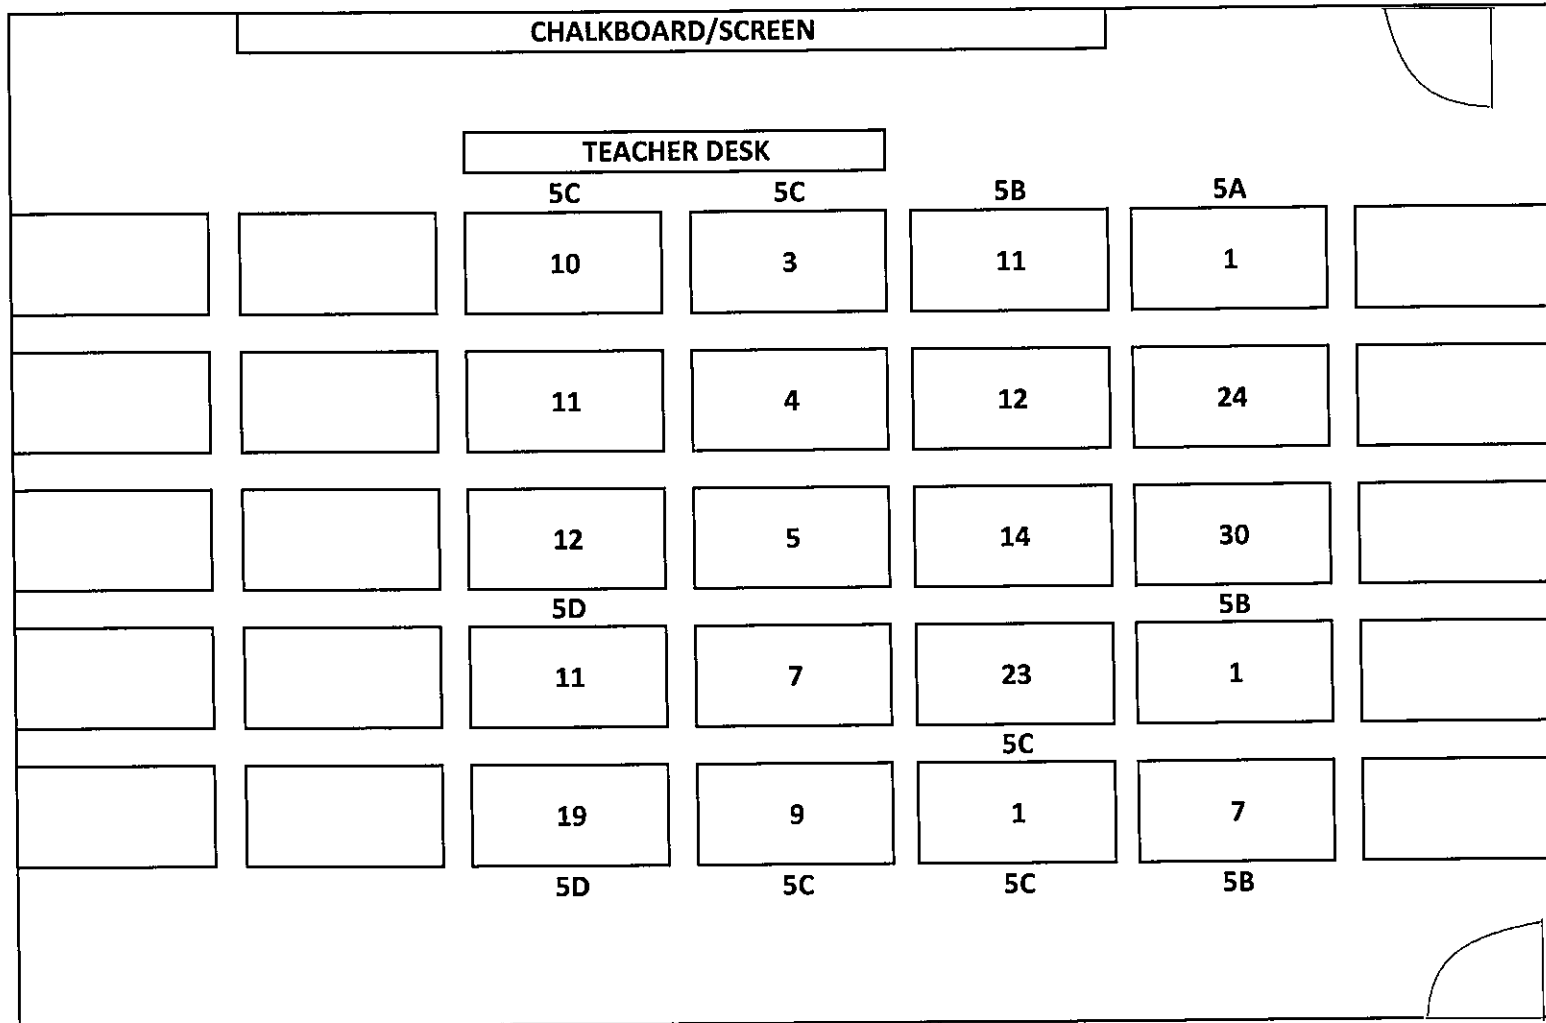 CHALKBOARD/SCREEN
TEACHER DESK
5C 5C 5B 5A
10 3 11 1
11 4 12 24
12 5 14 30
5D 5B
11 7 23 1
5C
19 9 1 7
5D 5C 5C 5B